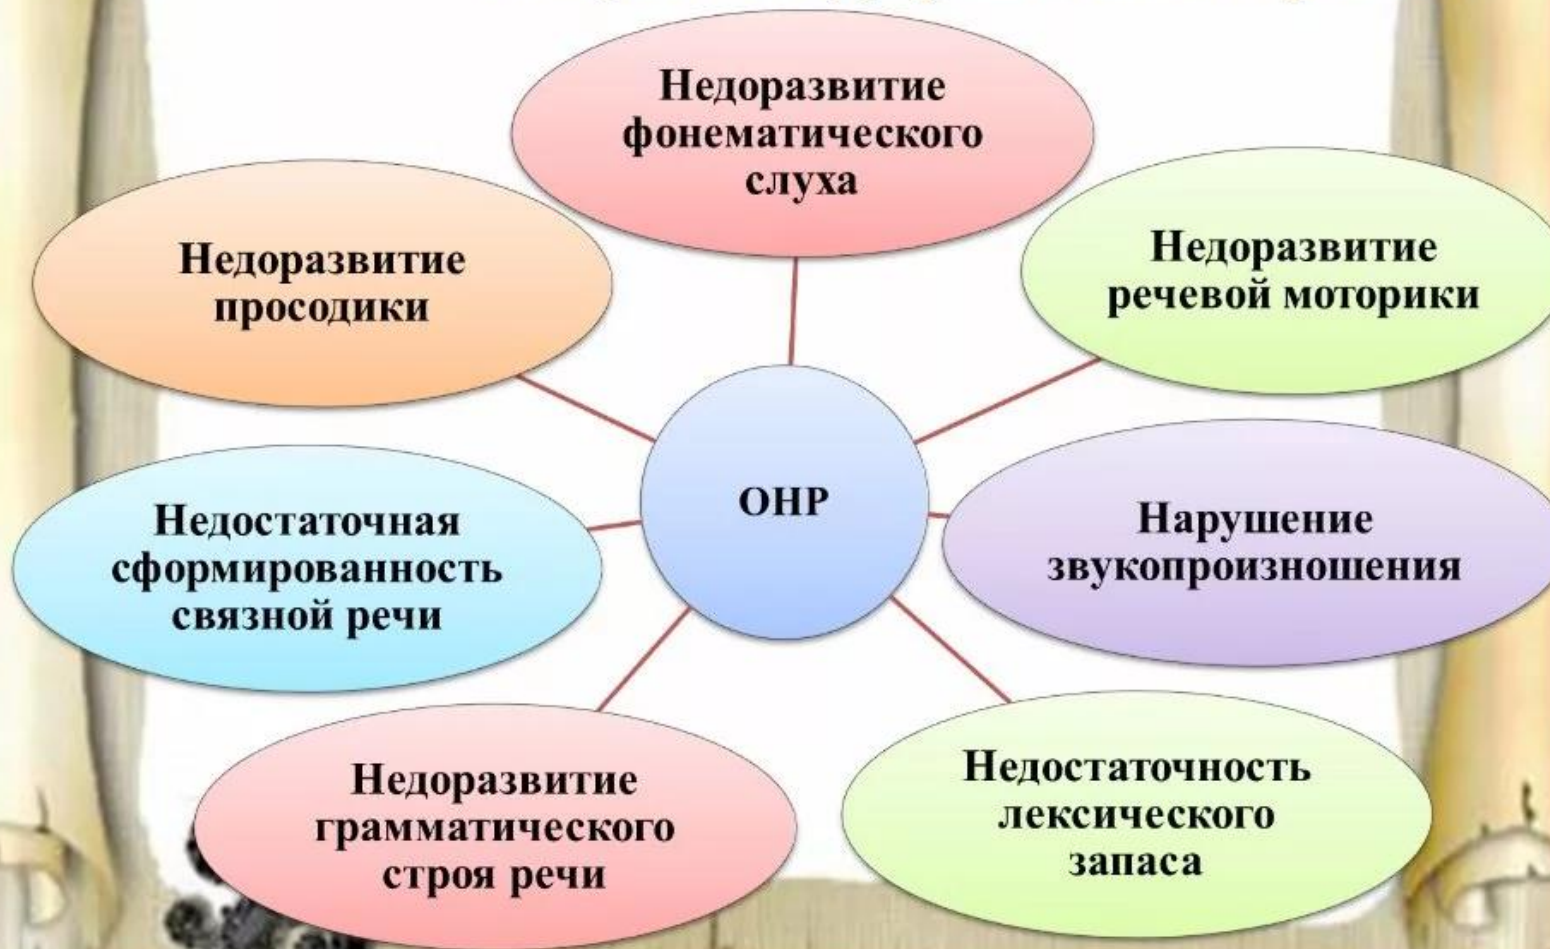 Недоразвитие
фонематического
слуха
Недоразвитие
речевой моторики
Недоразвитие
просодики
ОНР
Нарушение
звукопроизношения
Недостаточная
сформированность
связной речи
Недостаточность
лексического
запаса
Недоразвитие
грамматического
строя речи